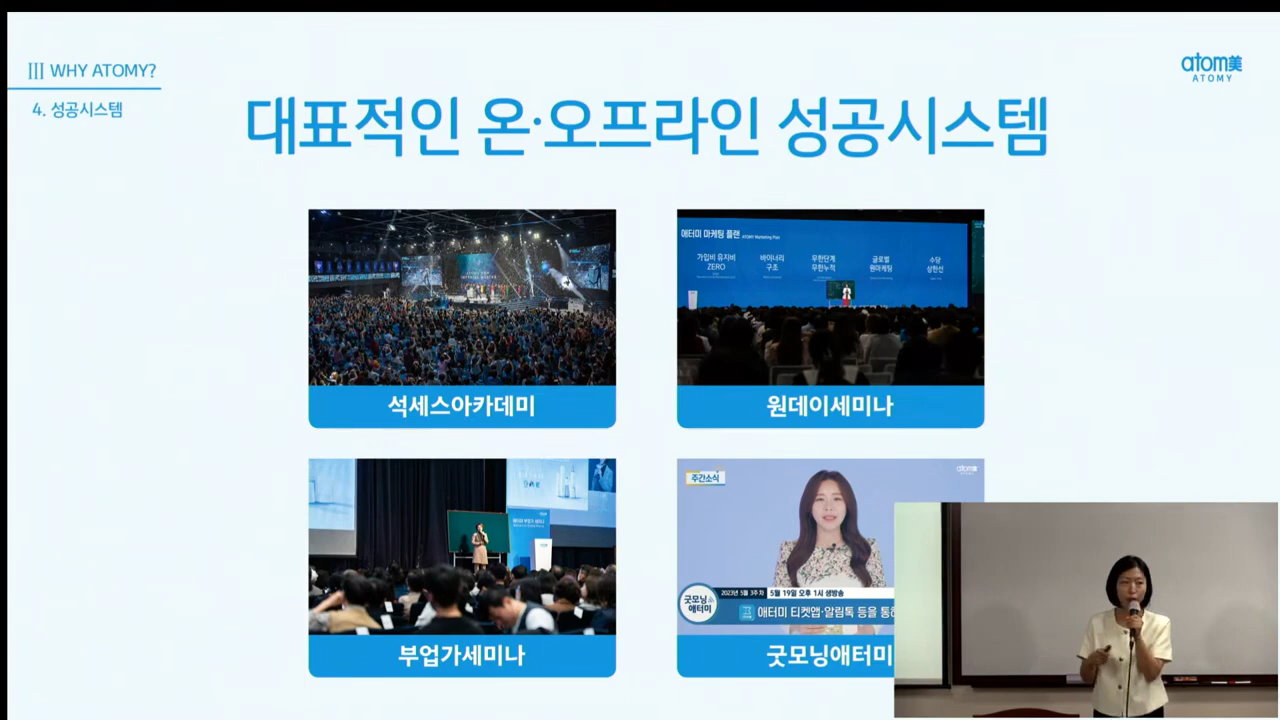 III WHY ATOMY?
4. 성공시스템
atom美
ATOMY
대표적인 온·오프라인 성공시스템
애터미 마케팅 플랜 ATOMY Marketing Plan
가입비 유지비
ZERO
바이너리
구조
무한단계
무한누적
글로벌
원마케팅
수당
상한선
석세스아카데미
원데이세미나
주간소식
atom美
굿모닝
애터미
2023년 5월 3주차
5월 19일 오후 1시 생방송
애터미 티켓앱·알림톡 등을 통해
부업가세미나
굿모닝애터미